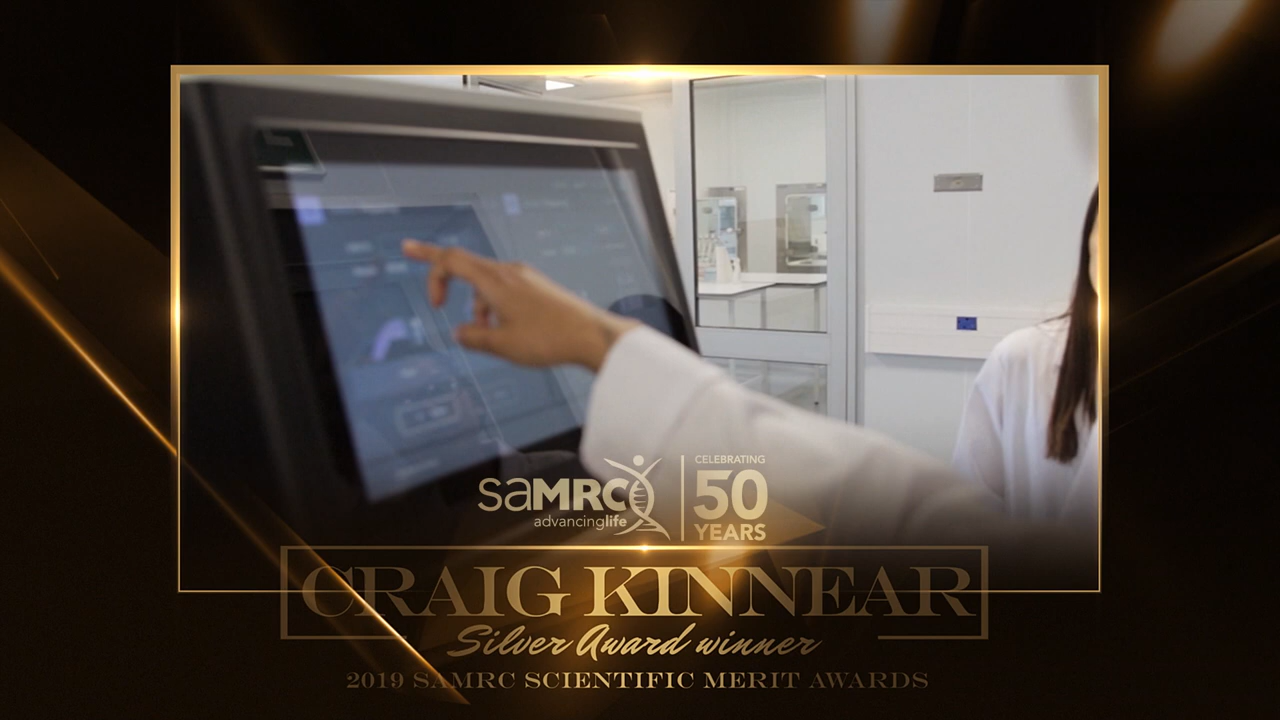 saMRC
advancinglife
CELEBRATING
50
YEARS
CRAIG KINNEAR
Silver Award winner
2019 SAMRC SCIENTIFIC MERIT AWARDS